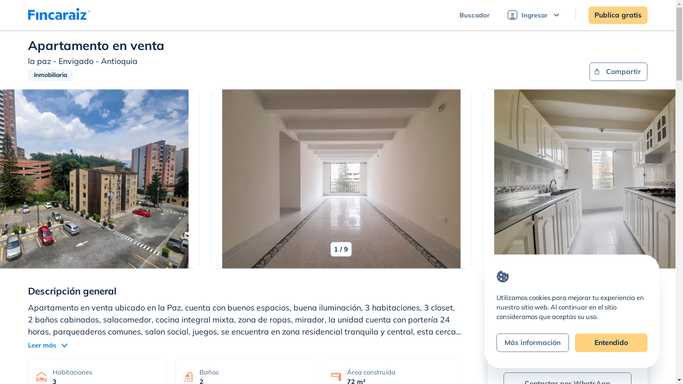 Fincaraiz
Buscador
Ingresar
Publica gratis
Apartamento en venta
la paz - Envigado - Antioquia
Inmobiliaria
Compartir
1 / 9
Descripción general
Apartamento en venta ubicado en la Paz, cuenta con buenos espacios, buena iluminación, 3 habitaciones, 3 closet,
2 baños cabinados, salacomedor, cocina integral mixta, zona de ropas, mirador, la unidad cuenta con portería 24
horas, parqueaderos comunes, salon social, juegos, se encuentra en zona residencial tranquila y central, esta cerca...
Leer más
Habitaciones
3
Baños
2
Área construida
72 m²
Utilizamos cookies para mejorar tu experiencia en
nuestro sitio web. Al continuar en el sitio
consideramos que aceptas su uso.
Más información
Entendido
Contactar por WhatsApp